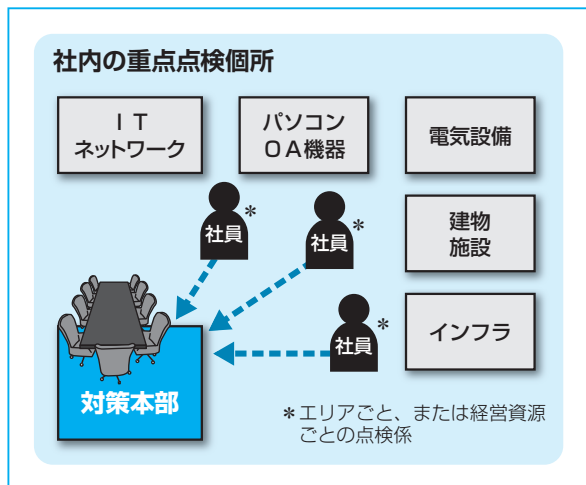 社内の重点点検個所
ＩＴ
ネットワーク
パソコン
ＯＡ機器
電気設備
建物
施設
インフラ
社員*
社員*
社員*
対策本部
*エリアごと、または経営資源
ごとの点検係